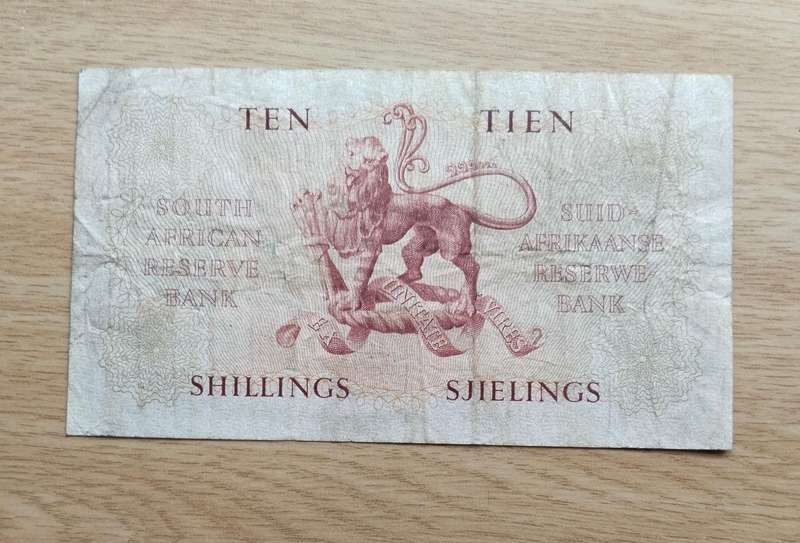 TEN TIEN
SOUTH
AFRICAN
RESERVE
BANK
SUID-
AFRIKAANSE
RESERWE-
BANK
EX UNITATE VIRES
SHILLINGS SJIELINGS